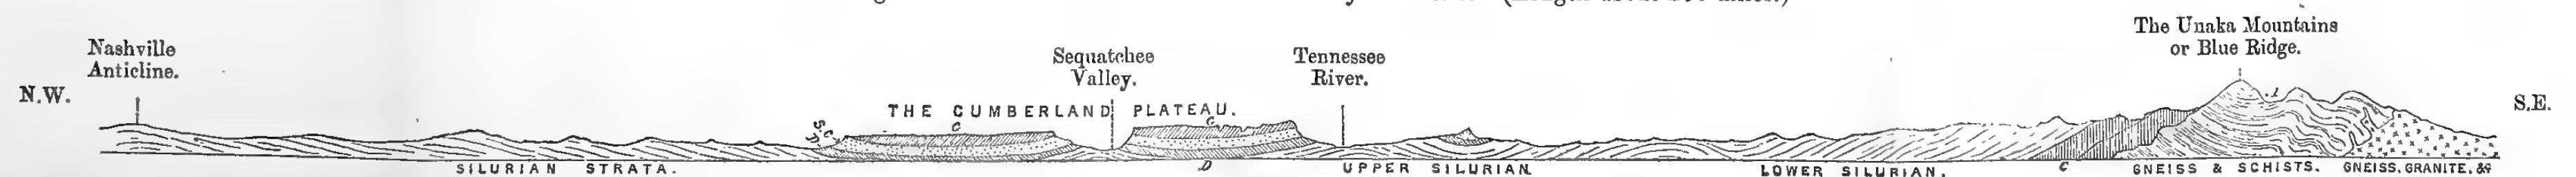 Nashville
Anticline.
Sequatchee
Valley.
Tennessee
River.
The Unaka Mountains
or Blue Ridge.
N.W.
S.E.
THE CUMBERLAND PLATEAU.
S.C.
D
C
C
.1
SILURIAN STRATA.
D
UPPER SILURIAN
LOWER SILURIAN.
C
GNEISS & SCHISTS.
GNEISS, GRANITE, &c